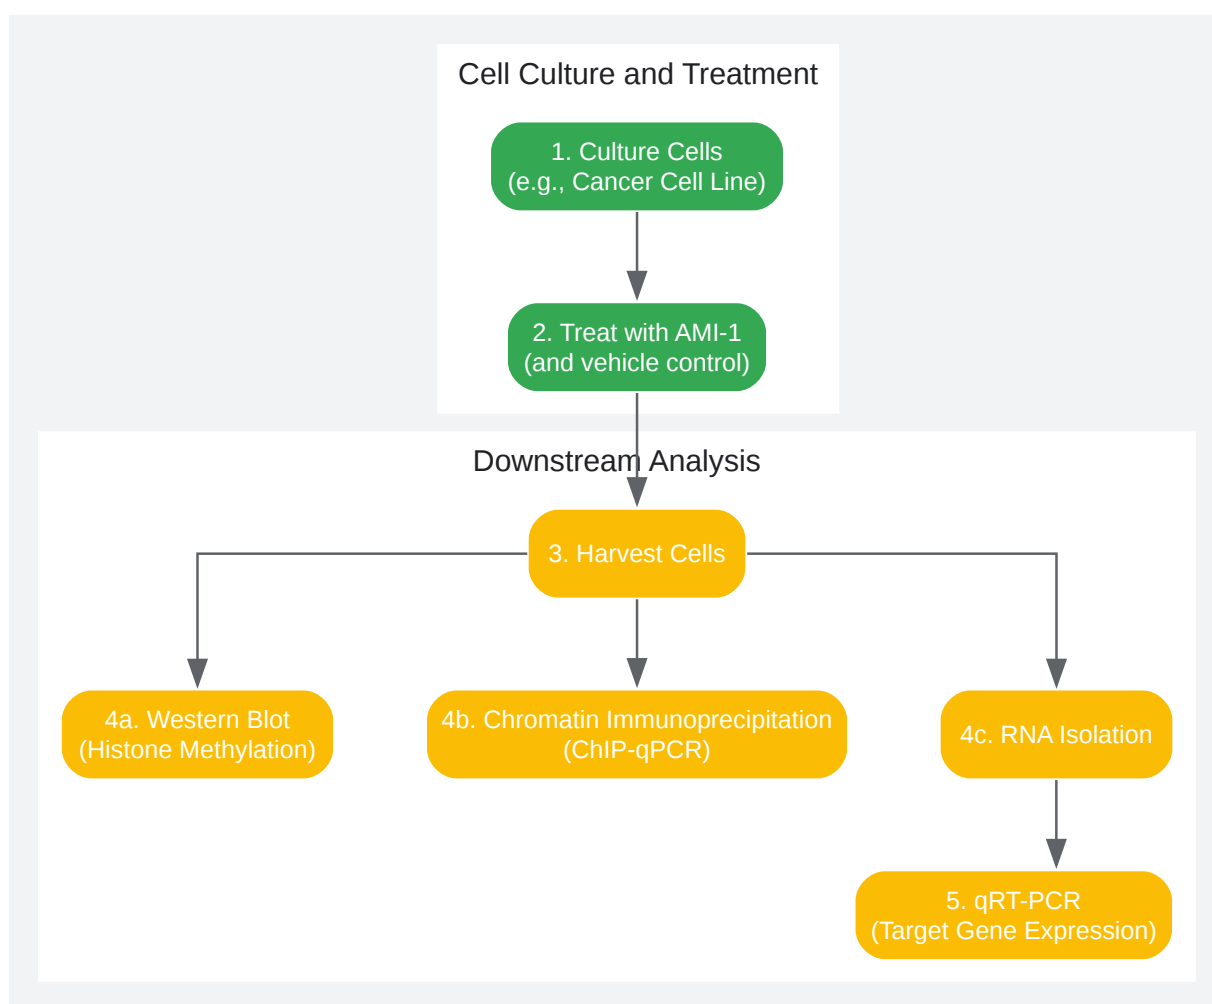 Cell Culture and Treatment
1. Culture Cells
(e.g., Cancer Cell Line)
2. Treat with AMI-1
(and vehicle control)
Downstream Analysis
3. Harvest Cells
4a. Western Blot
(Histone Methylation)
4b. Chromatin Immunoprecipitation
(ChIP-qPCR)
4c. RNA Isolation
5. qRT-PCR
(Target Gene Expression)